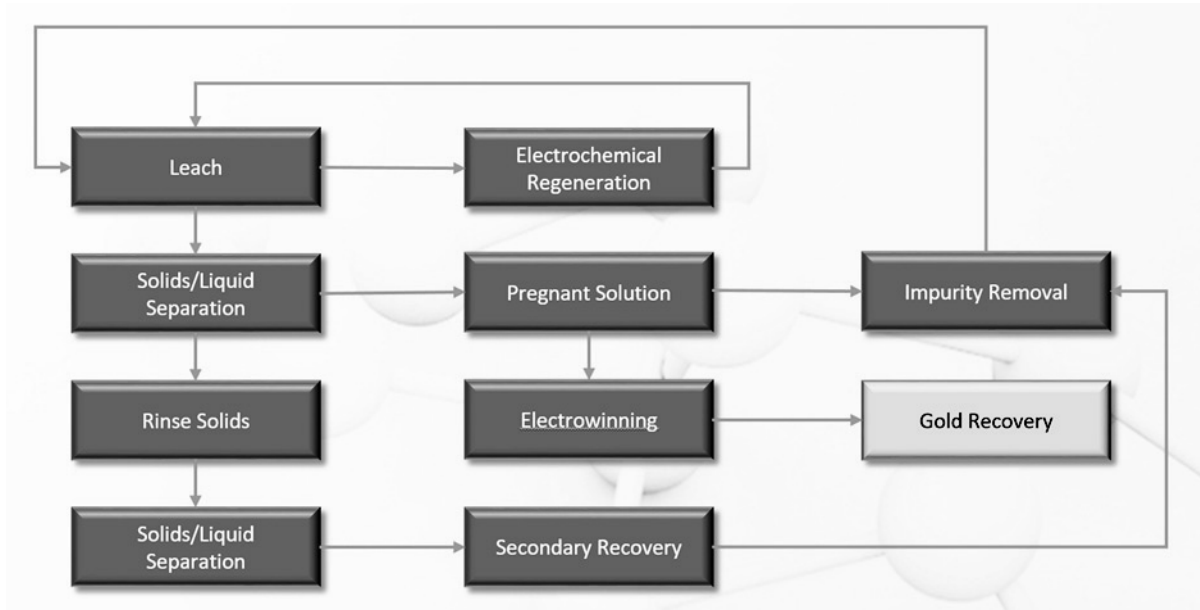 Leach
Electrochemical
Regeneration
Solids/Liquid
Separation
Pregnant Solution
Impurity Removal
Rinse Solids
Electrowinning
Gold Recovery
Solids/Liquid
Separation
Secondary Recovery